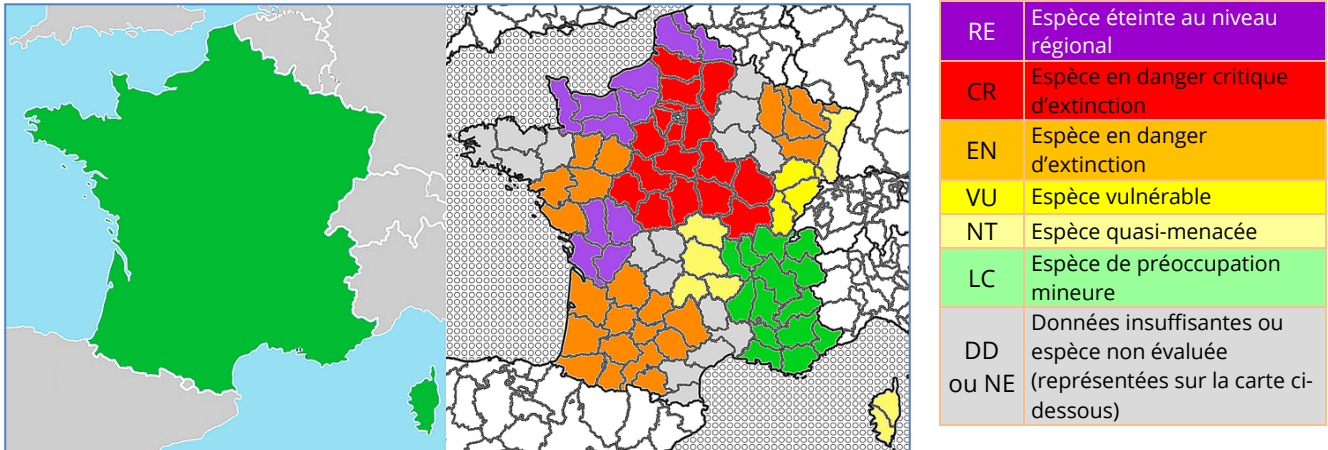 RE Espèce éteinte au niveau
régional
CR Espèce en danger critique
d’extinction
EN Espèce en danger
d’extinction
VU Espèce vulnérable
NT Espèce quasi-menacée
LC Espèce de préoccupation
mineure
DD
ou NE
Données insuffisantes ou
espèce non évaluée
(représentées sur la carte ci-
dessous)